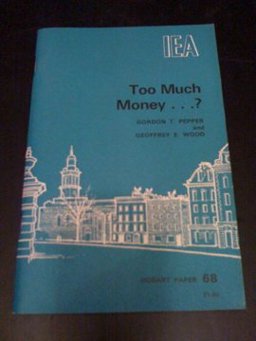 IEA
Too Much
Money . . .?
GORDON T. PEPPER
and
GEOFFREY E. WOOD
HOBART PAPER 68